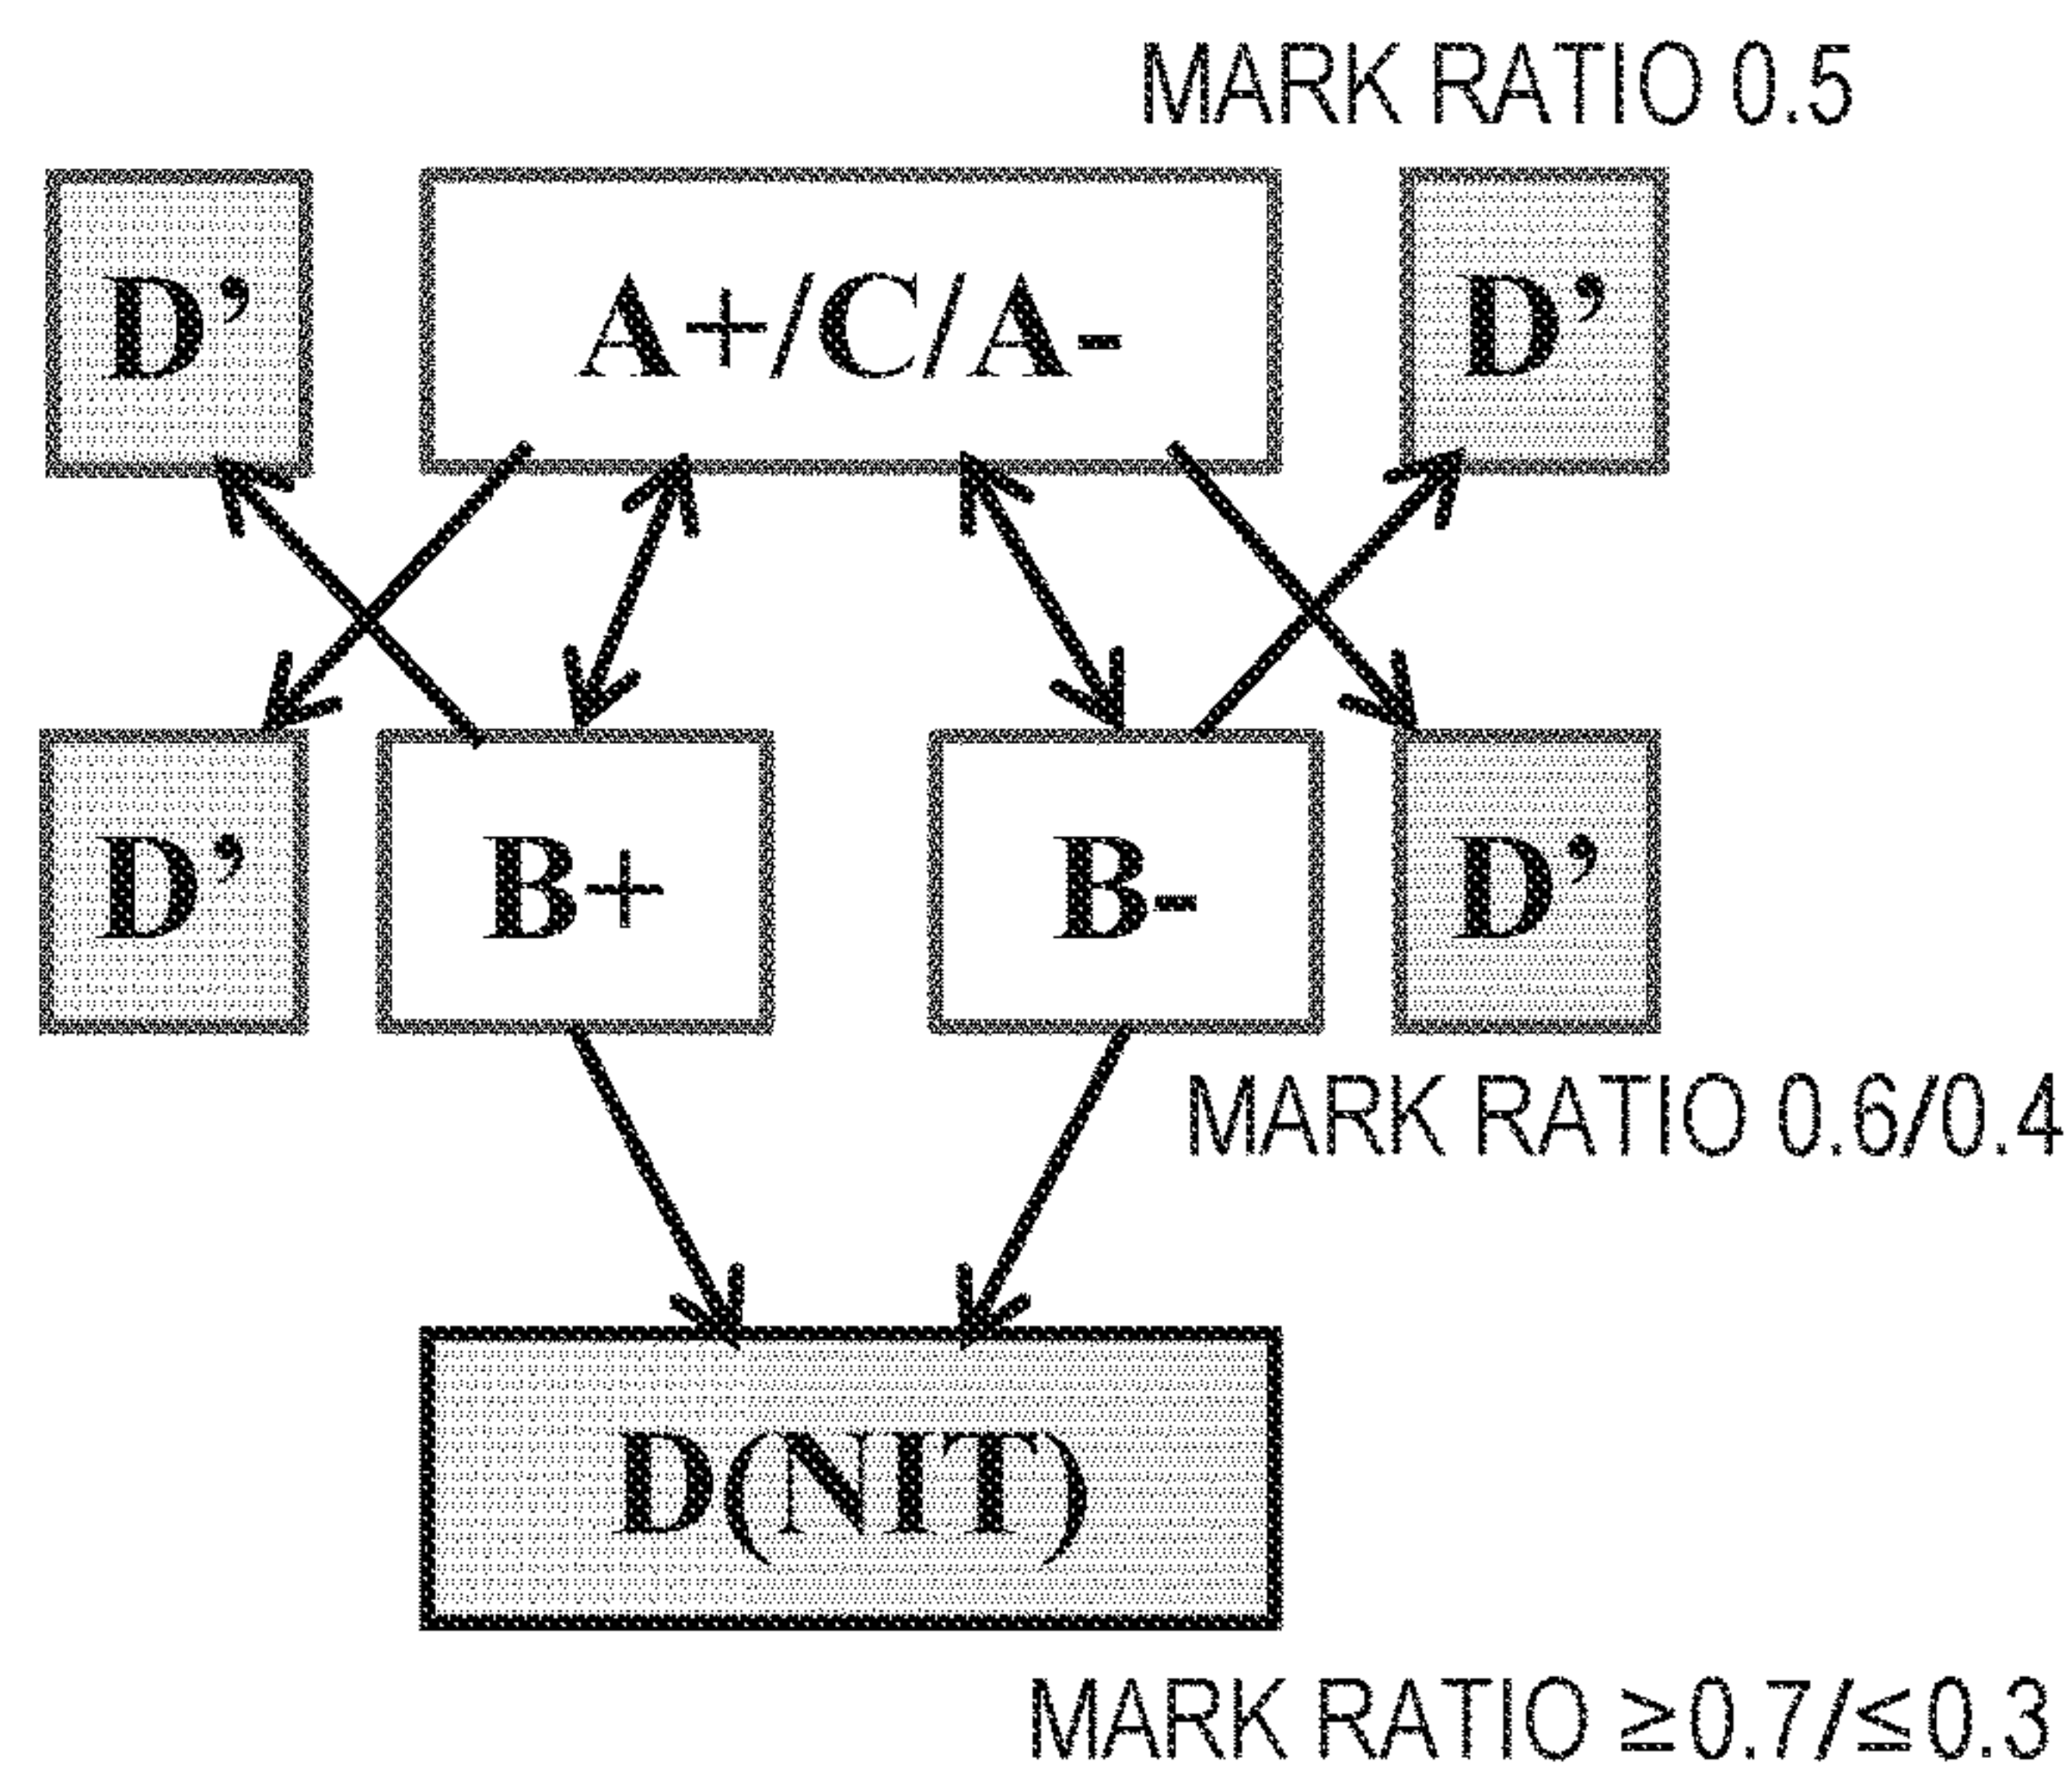 MARK RATIO 0.5
D’ A+/C/A- D’
D’ B+ B- D’
MARK RATIO 0.6/0.4
D(NIT)
MARK RATIO ≧0.7/≦0.3